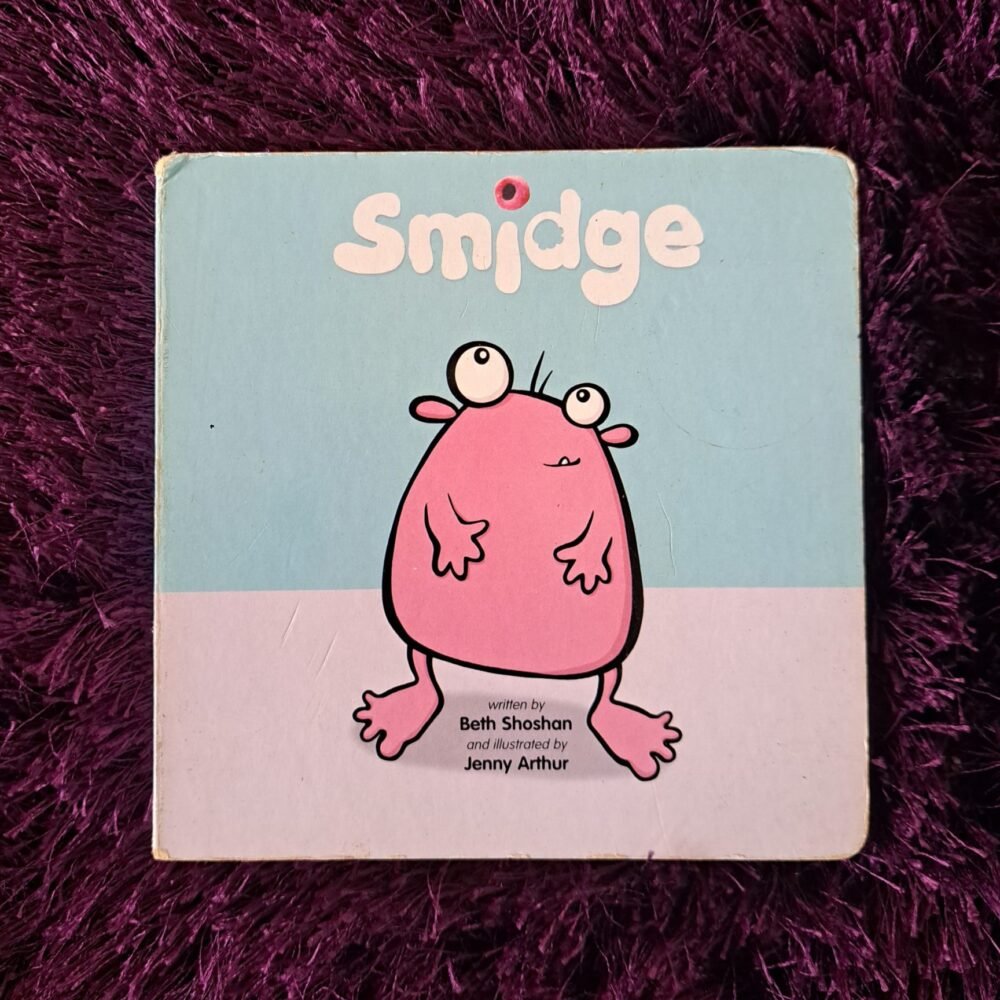 Smidge
written by
Beth Shoshan
and illustrated by
Jenny Arthur